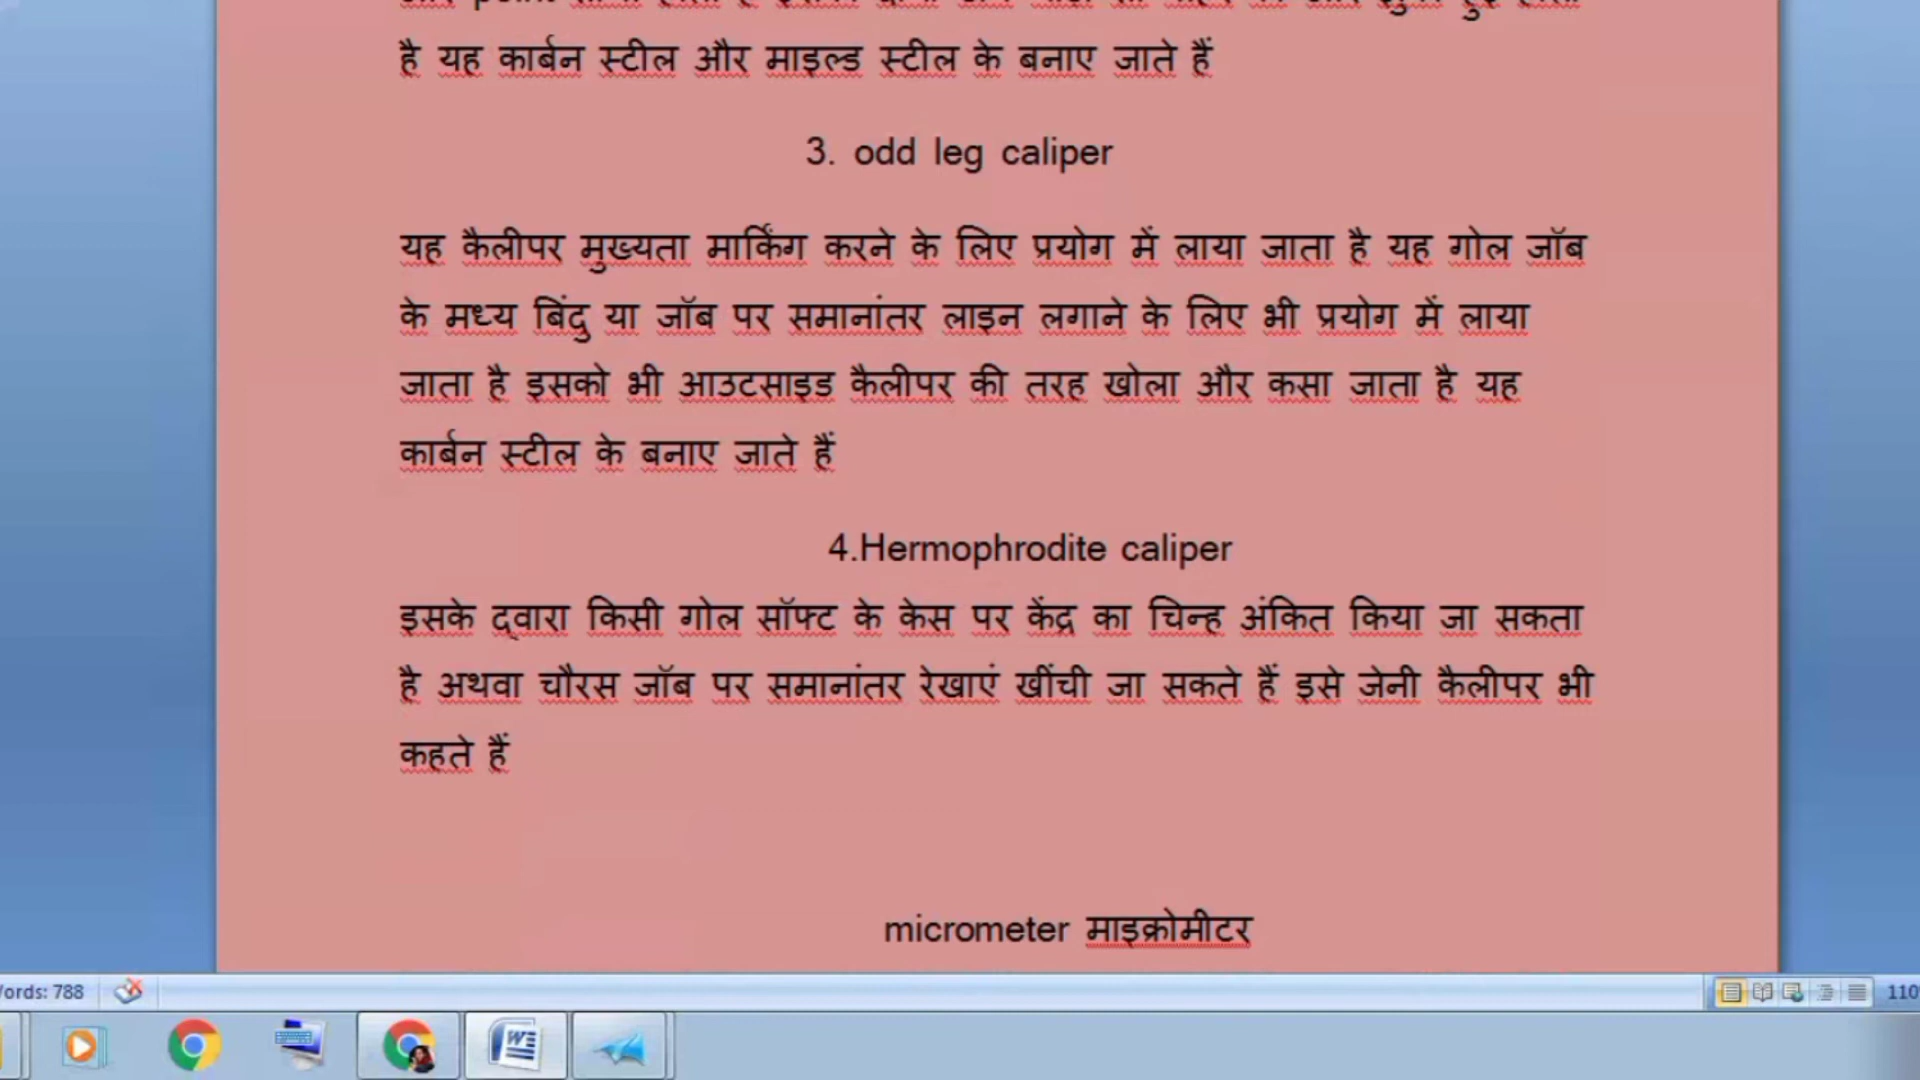 है यह कार्बन स्टील और माइल्ड स्टील के बनाए जाते हैं
3. odd leg caliper
यह कैलीपर मुख्यता मार्किंग करने के लिए प्रयोग में लाया जाता है यह गोल जॉब
के मध्य बिंदु या जॉब पर समानांतर लाइन लगाने के लिए भी प्रयोग में लाया
जाता है इसको भी आउटसाइड कैलीपर की तरह खोला और कसा जाता है यह
कार्बन स्टील के बनाए जाते हैं
4.Hermophrodite caliper
इसके द्वारा किसी गोल सॉफ्ट के केस पर केंद्र का चिन्ह अंकित किया जा सकता
है अथवा चौरस जॉब पर समानांतर रेखाएं खींची जा सकते हैं इसे जेनी कैलीपर भी
कहते हैं
micrometer माइक्रोमीटर
ords: 788
110